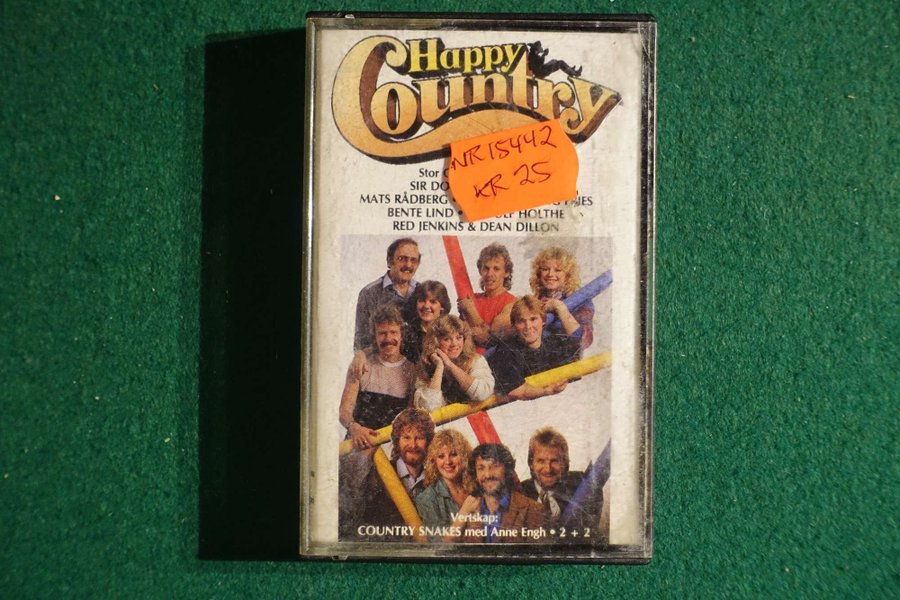 Happy
Country
NR 15442
KR 25
Stor
SIR
MATS RÅDBERG
BENTE LIND • HOLTHE
RED JENKINS & DEAN DILLON
Vertskap:
COUNTRY SNAKES med Anne Engh • 2 + 2